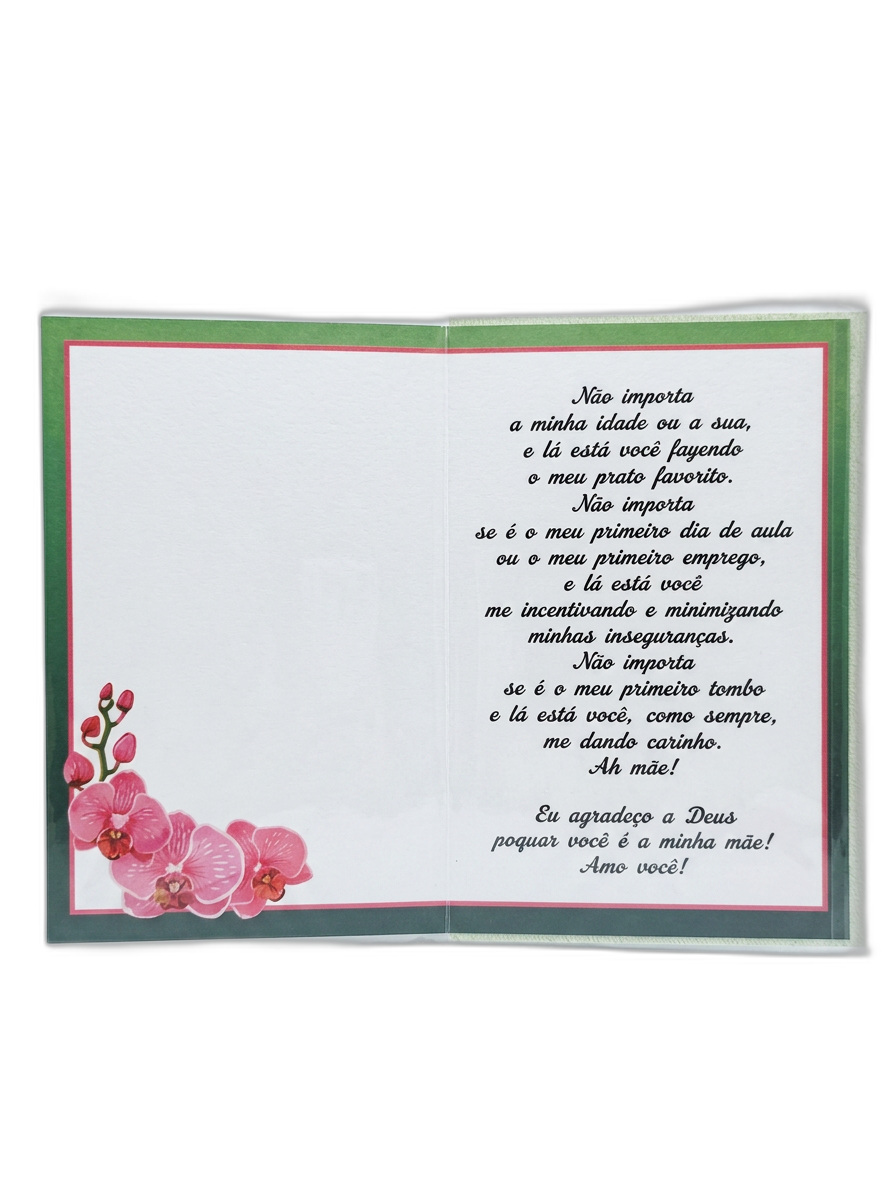 Não importa
a minha idade ou a sua,
e lá está você fayendo
o meu prato favorito.
Não importa
se é o meu primeiro dia de aula
ou o meu primeiro emprego,
e lá está você
me incentivando e minimizando
minhas inseguranças.
Não importa
se é o meu primeiro tombo
e lá está você, como sempre,
me dando carinho.
Ah mãe!
Eu agradeço a Deus
poquar você é a minha mãe!
Amo você!